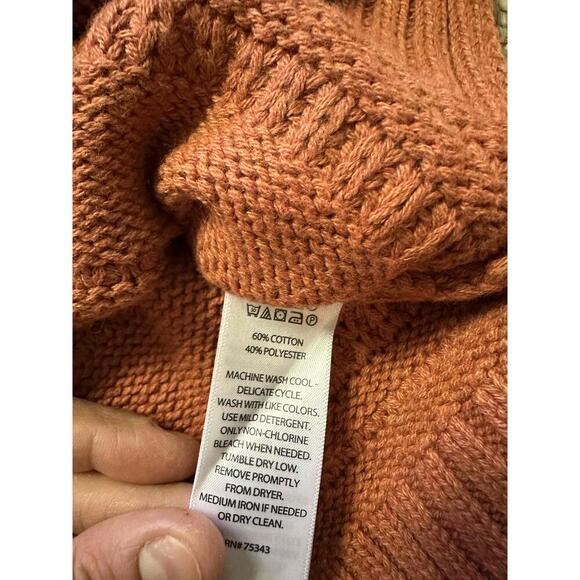 60% COTTON
40% POLYESTER
MACHINE WASH COOL -
DELICATE CYCLE.
WASH WITH LIKE COLORS.
USE MILD DETERGENT,
ONLY NON-CHLORINE
BLEACH WHEN NEEDED.
TUMBLE DRY LOW.
REMOVE PROMPTLY
FROM DRYER.
MEDIUM IRON IF NEEDED
OR DRY CLEAN.
RN# 75343